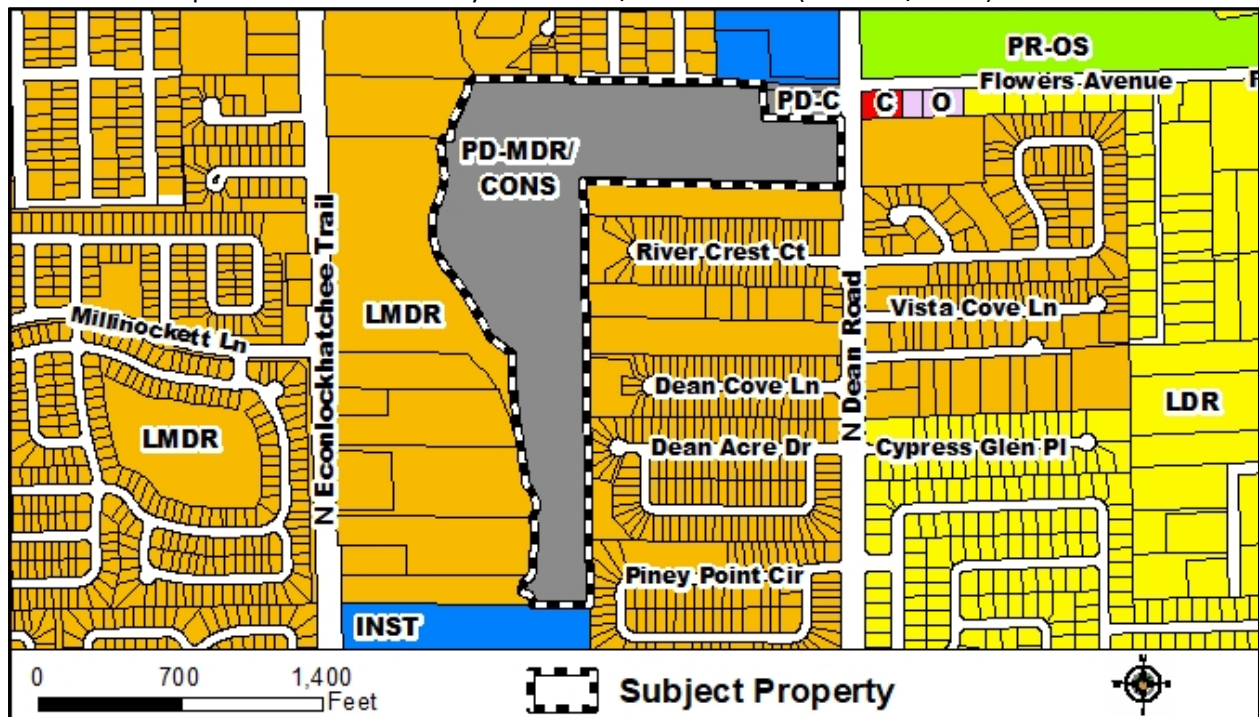 PR-OS
Flowers Avenue
F
PD-C
C
O
PD-MDR/
CONS
N Econlockhatchee Trail
River Crest Ct
LMDR
Millinockett Ln
Vista Cove Ln
N Dean Road
Dean Cove Ln
LDR
LMDR
Dean Acre Dr
Cypress Glen Pl
Piney Point Cir
INST
0 700 1,400
Feet
Subject Property